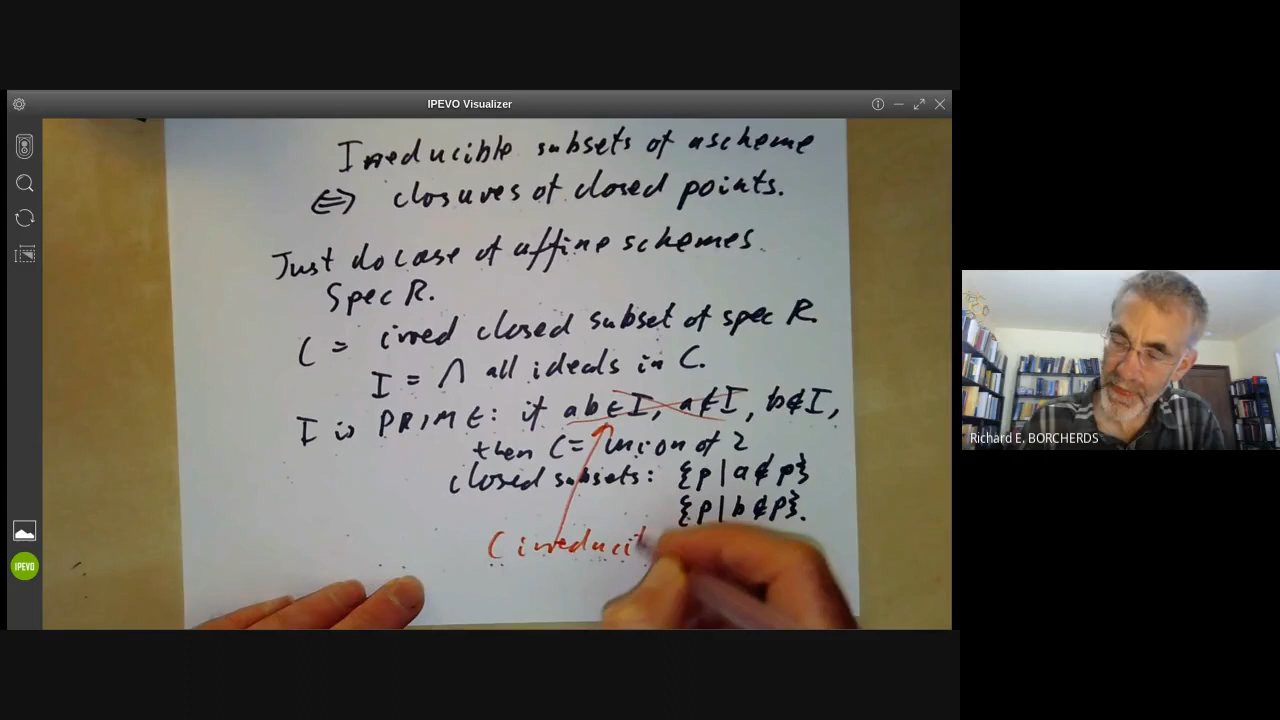 IPEVO Visualizer
Irreducible subsets of a scheme
⇔ closures of closed points.
Just do case of affine schemes
Spec R.
C = irred closed subset of spec R.
I = ∩ all ideals in C.
I is PRIME: if ab ∈ I, a ∉ I, b ∉ I,
then C = union of 2
closed subsets: {p | a ∉ p}
{p | b ∉ p}.
C irreducib
IPEVO
Richard E. BORCHERDS